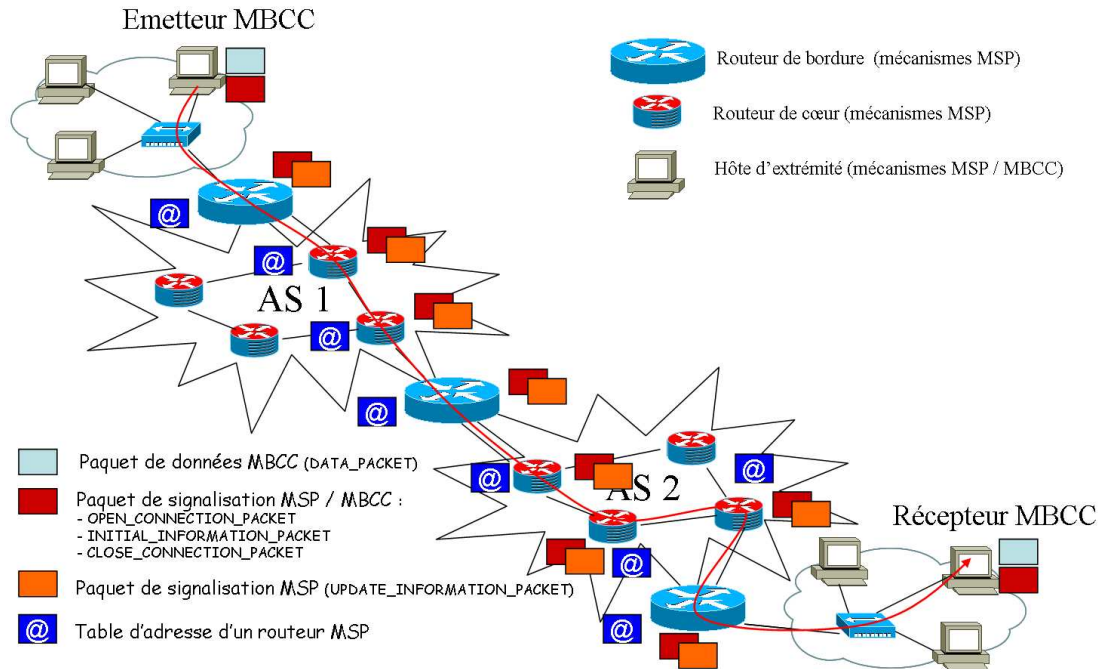 Emetteur MBCC
Routeur de bordure (mécanismes MSP)
Routeur de cœur (mécanismes MSP)
Hôte d'extrémité (mécanismes MSP / MBCC)
@
@
AS 1
@
@
@
@
AS 2
Récepteur MBCC
@
@
Paquet de données MBCC (DATA_PACKET)
Paquet de signalisation MSP / MBCC :
- OPEN_CONNECTION_PACKET
- INITIAL_INFORMATION_PACKET
- CLOSE_CONNECTION_PACKET
Paquet de signalisation MSP (UPDATE_INFORMATION_PACKET)
@ Table d'adresse d'un routeur MSP